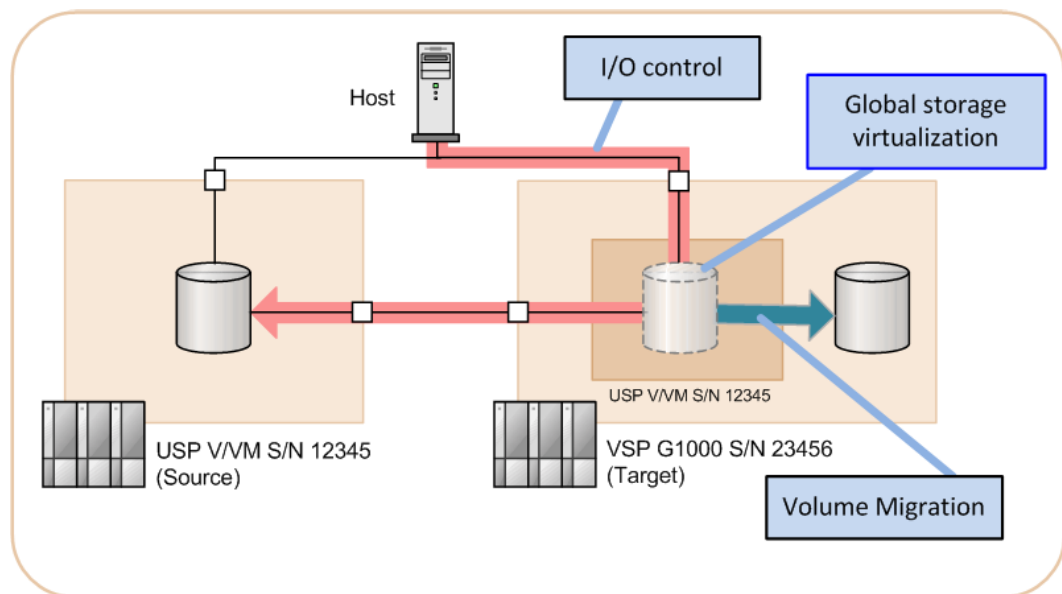 I/O control
Host
Global storage
virtualization
USP V/VM S/N 12345
USP V/VM S/N 12345
(Source)
VSP G1000 S/N 23456
(Target)
Volume Migration